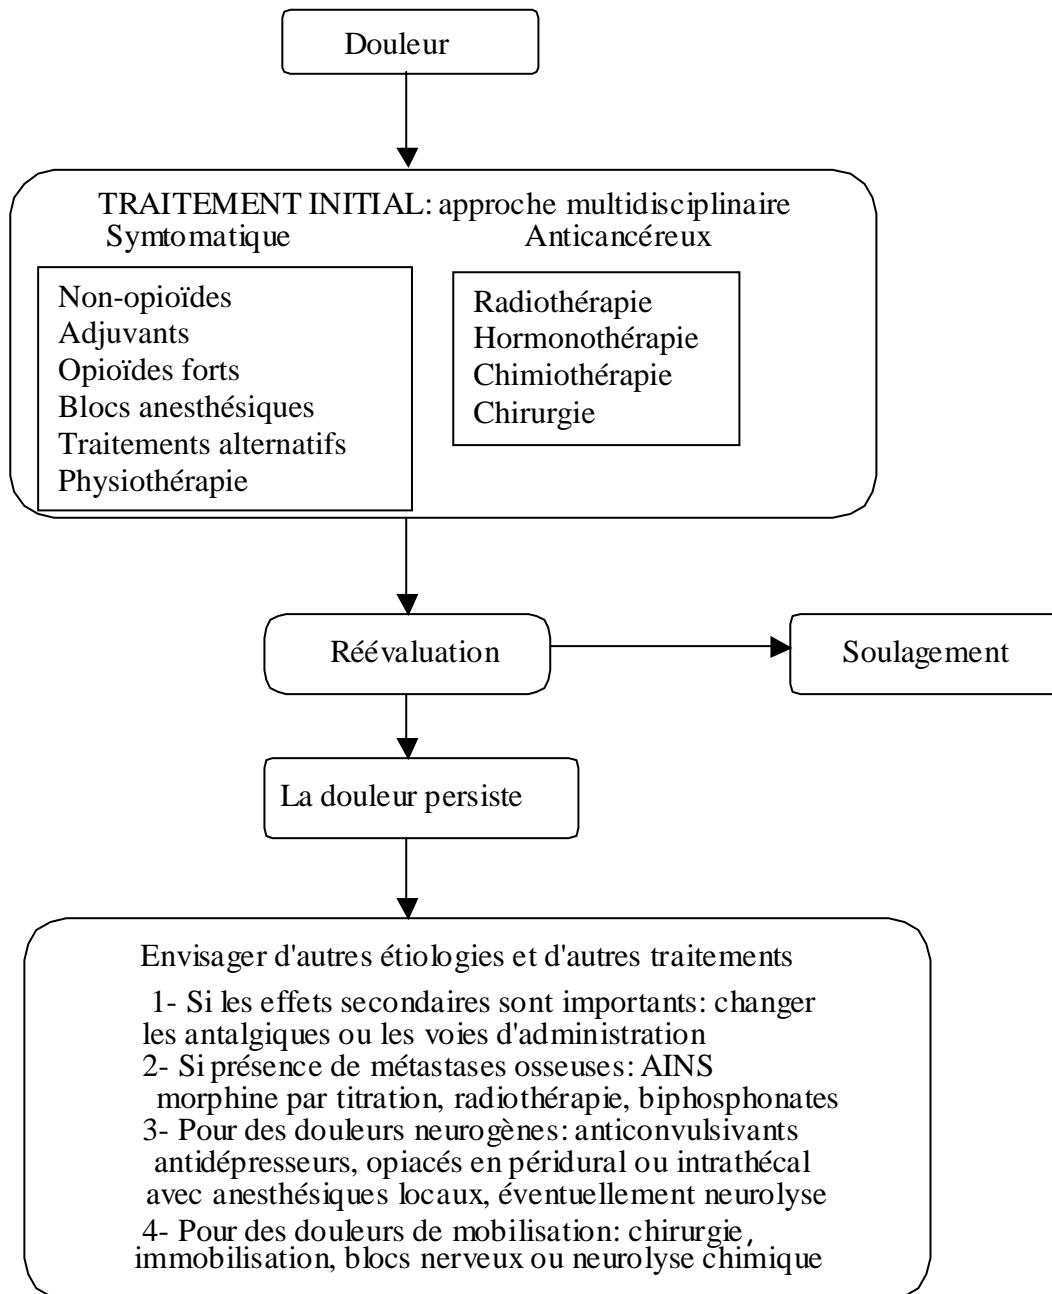 Douleur
TRAITEMENT INITIAL: approche multidisciplinaire
Symtomatique
Anticancéreux
Non-opioïdes
Adjuvants
Opioïdes forts
Blocs anesthésiques
Traitements alternatifs
Physiothérapie
Radiothérapie
Hormonothérapie
Chimiothérapie
Chirurgie
Réévaluation
Soulagement
La douleur persiste
Envisager d'autres étiologies et d'autres traitements
1- Si les effets secondaires sont importants: changer
les antalgiques ou les voies d'administration
2- Si présence de métastases osseuses: AINS
morphine par titration, radiothérapie, biphosphonates
3- Pour des douleurs neurogènes: anticonvulsivants
antidépresseurs, opiacés en péridural ou intrathécal
avec anesthésiques locaux, éventuellement neurolyse
4- Pour des douleurs de mobilisation: chirurgie,
immobilisation, blocs nerveux ou neurolyse chimique